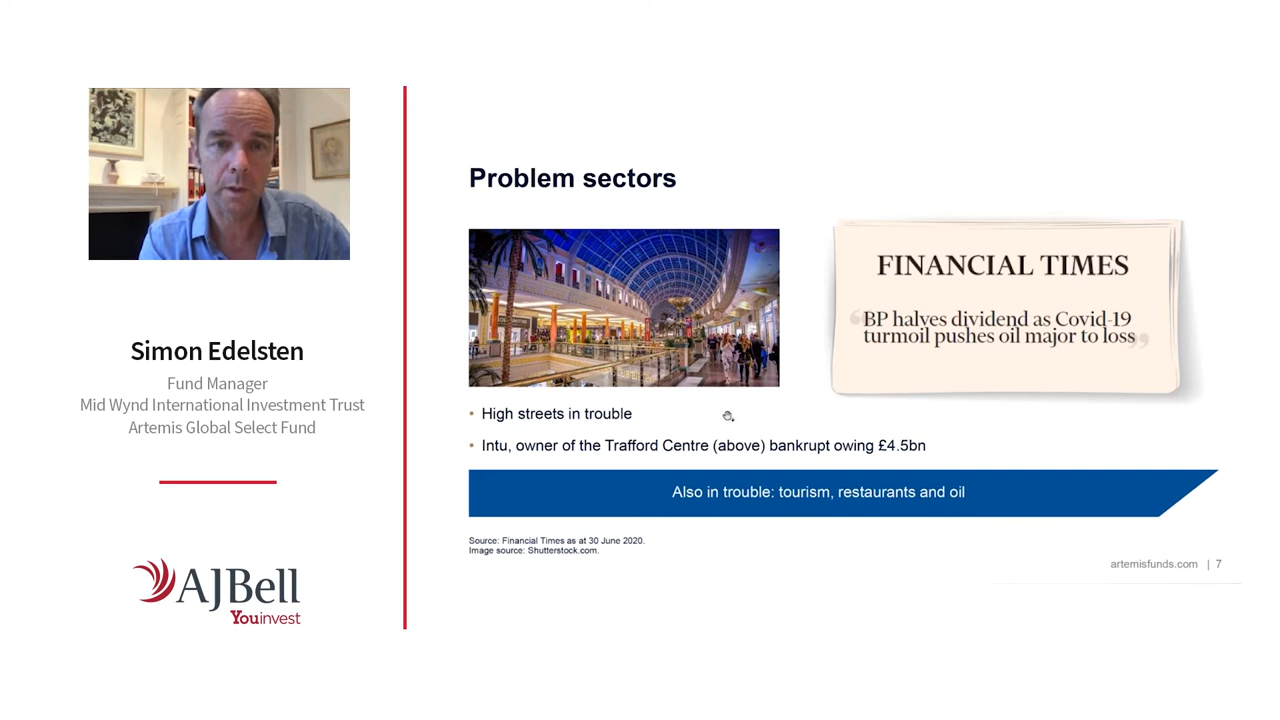 Simon Edelsten
Fund Manager
Mid Wynd International Investment Trust
Artemis Global Select Fund
AJBell
Youinvest
Problem sectors
FINANCIAL TIMES
“BP halves dividend as Covid-19
turmoil pushes oil major to loss”
• High streets in trouble
• Intu, owner of the Trafford Centre (above) bankrupt owing £4.5bn
Also in trouble: tourism, restaurants and oil
Source: Financial Times as at 30 June 2020.
Image source: Shutterstock.com.
artemisfunds.com | 7